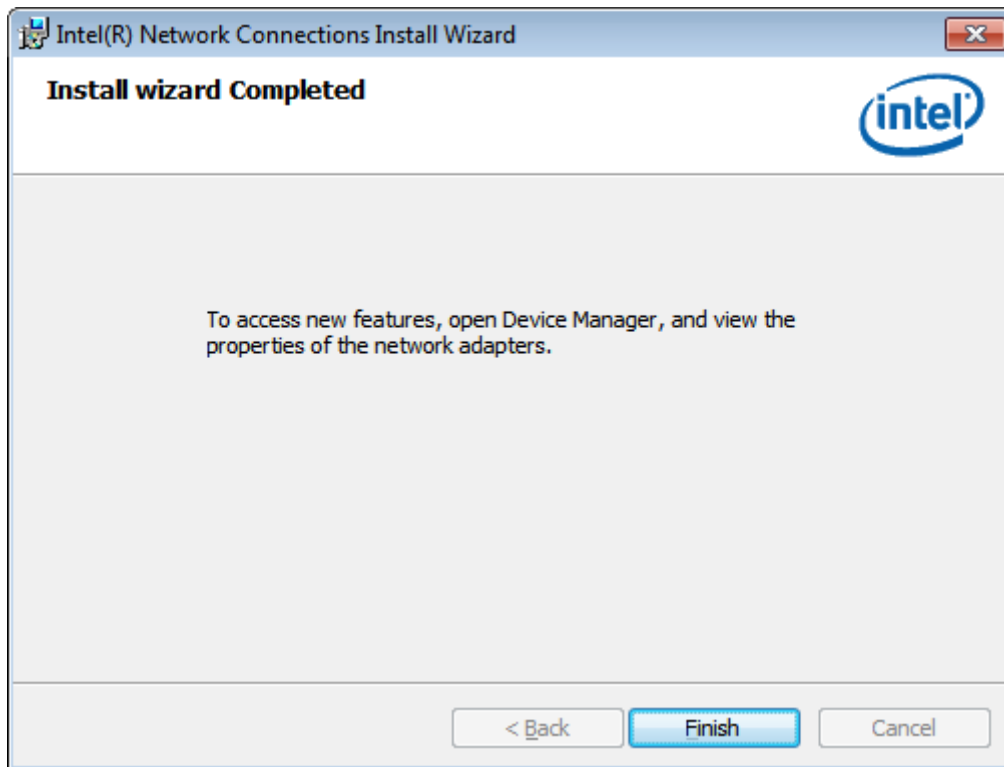 Intel(R) Network Connections Install Wizard
Install wizard Completed
intel
To access new features, open Device Manager, and view the
properties of the network adapters.
< Back
Finish
Cancel